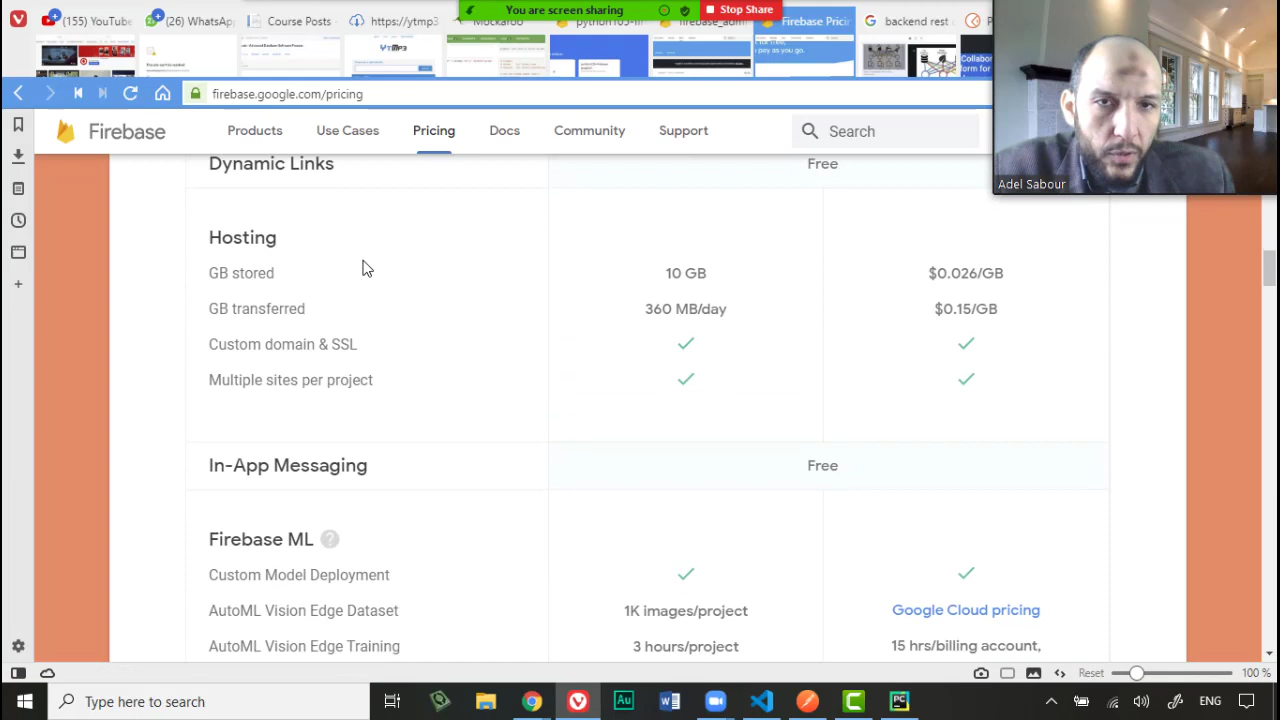 (155) YouTube
(26) WhatsApp
Course Posts
https://ytmp3
Mockaroo
Firebase Prici
backend rest
You are screen sharing
Stop Share
firebase.google.com/pricing
Firebase
Products
Use Cases
Pricing
Docs
Community
Support
Search
Adel Sabour
Dynamic Links
Free
Hosting
GB stored
10 GB
$0.026/GB
GB transferred
360 MB/day
$0.15/GB
Custom domain & SSL
Multiple sites per project
In-App Messaging
Free
Firebase ML ?
Custom Model Deployment
AutoML Vision Edge Dataset
1K images/project
Google Cloud pricing
AutoML Vision Edge Training
3 hours/project
15 hrs/billing account,
Reset
100 %
Type here to search
ENG